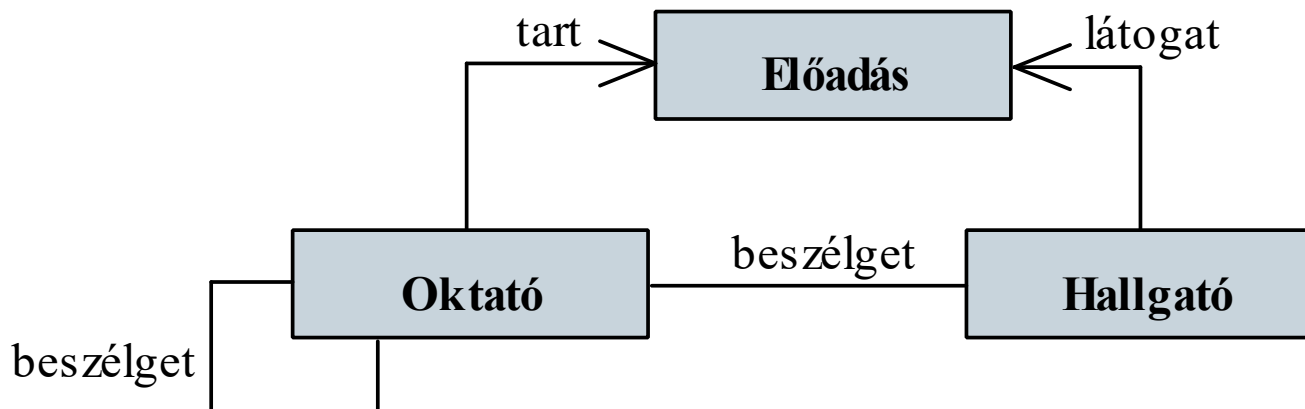 tart
látogat
Előadás
beszélget
Oktató
Hallgató
beszélget